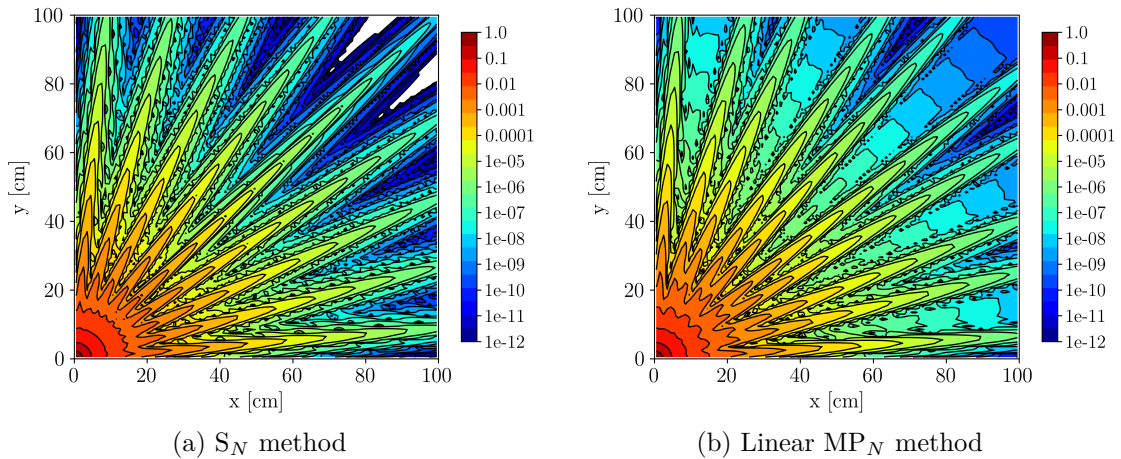 100
80
60
40
20
0
y [cm]
0
20
40
60
80
100
x [cm]
1.0
0.1
0.01
0.001
0.0001
1e-05
1e-06
1e-07
1e-08
1e-09
1e-10
1e-11
1e-12
(a) S_N method
100
80
60
40
20
0
y [cm]
0
20
40
60
80
100
x [cm]
1.0
0.1
0.01
0.001
0.0001
1e-05
1e-06
1e-07
1e-08
1e-09
1e-10
1e-11
1e-12
(b) Linear MP_N method